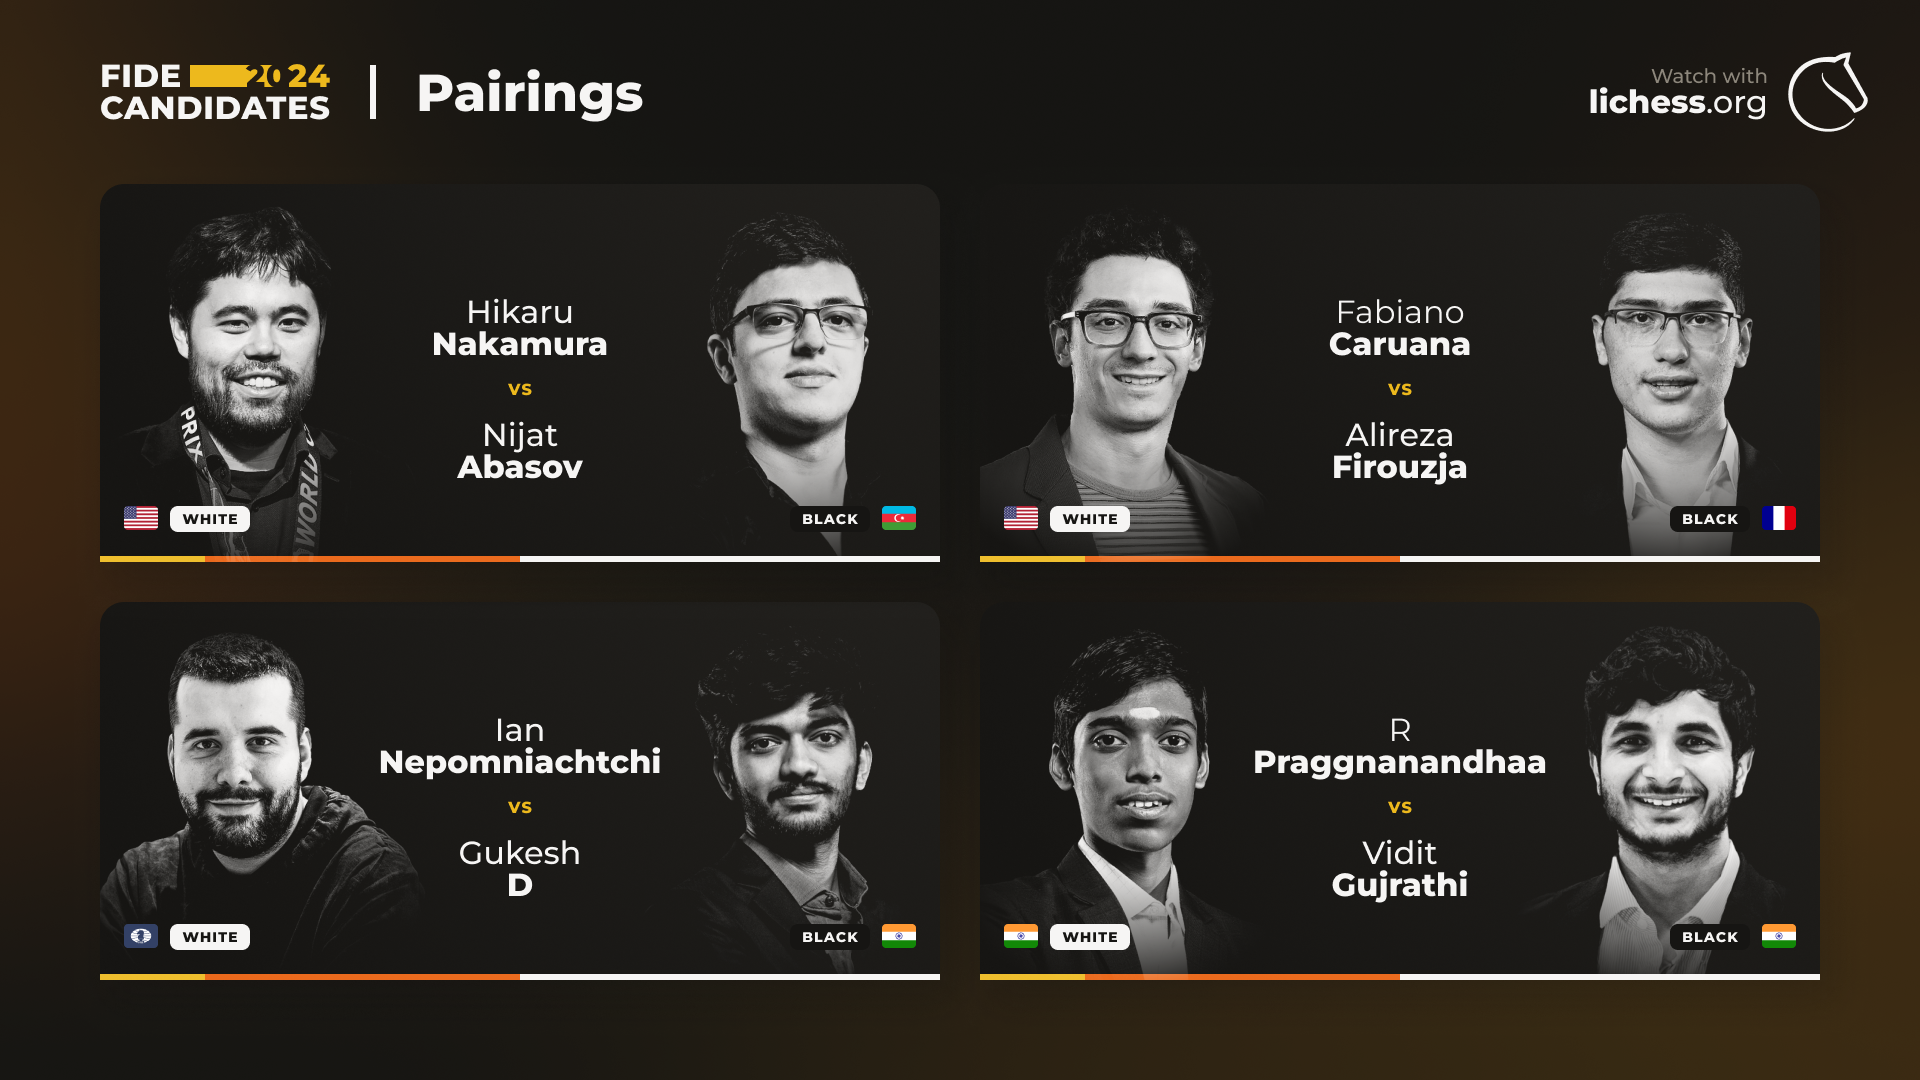 FIDE 2024
CANDIDATES
Pairings
Watch with
lichess.org
Hikaru
Nakamura
vs
Nijat
Abasov
PRIX
WORLD
WHITE
BLACK
Fabiano
Caruana
vs
Alireza
Firouzja
WHITE
BLACK
Ian
Nepomniachtchi
vs
Gukesh
D
WHITE
BLACK
R
Praggnanandhaa
vs
Vidit
Gujrathi
WHITE
BLACK